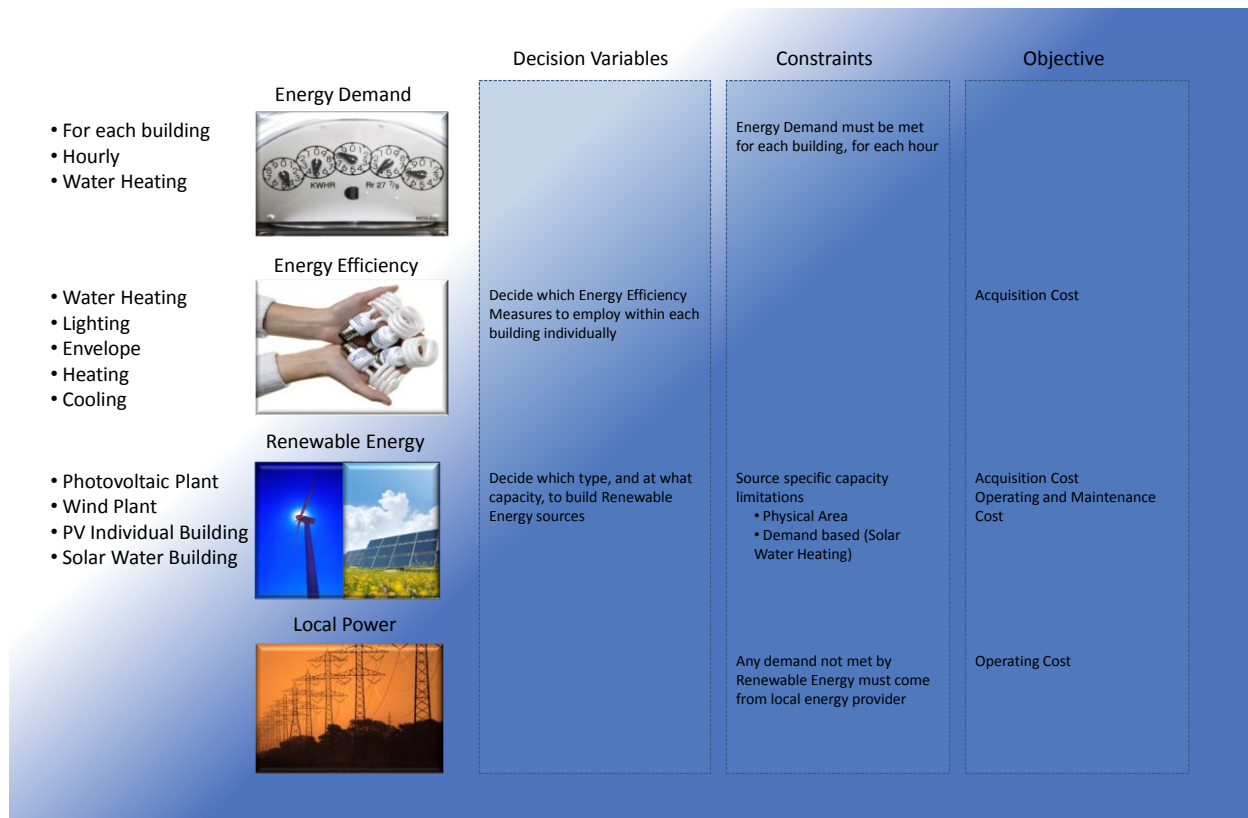 Decision Variables
Constraints
Objective
Energy Demand
• For each building
• Hourly
• Water Heating
KWHR
Rr 27 7/9
Energy Demand must be met
for each building, for each hour
Energy Efficiency
• Water Heating
• Lighting
• Envelope
• Heating
• Cooling
Decide which Energy Efficiency
Measures to employ within each
building individually
Acquisition Cost
Renewable Energy
• Photovoltaic Plant
• Wind Plant
• PV Individual Building
• Solar Water Building
Decide which type, and at what
capacity, to build Renewable
Energy sources
Source specific capacity
limitations
• Physical Area
• Demand based (Solar
Water Heating)
Acquisition Cost
Operating and Maintenance
Cost
Local Power
Any demand not met by
Renewable Energy must come
from local energy provider
Operating Cost